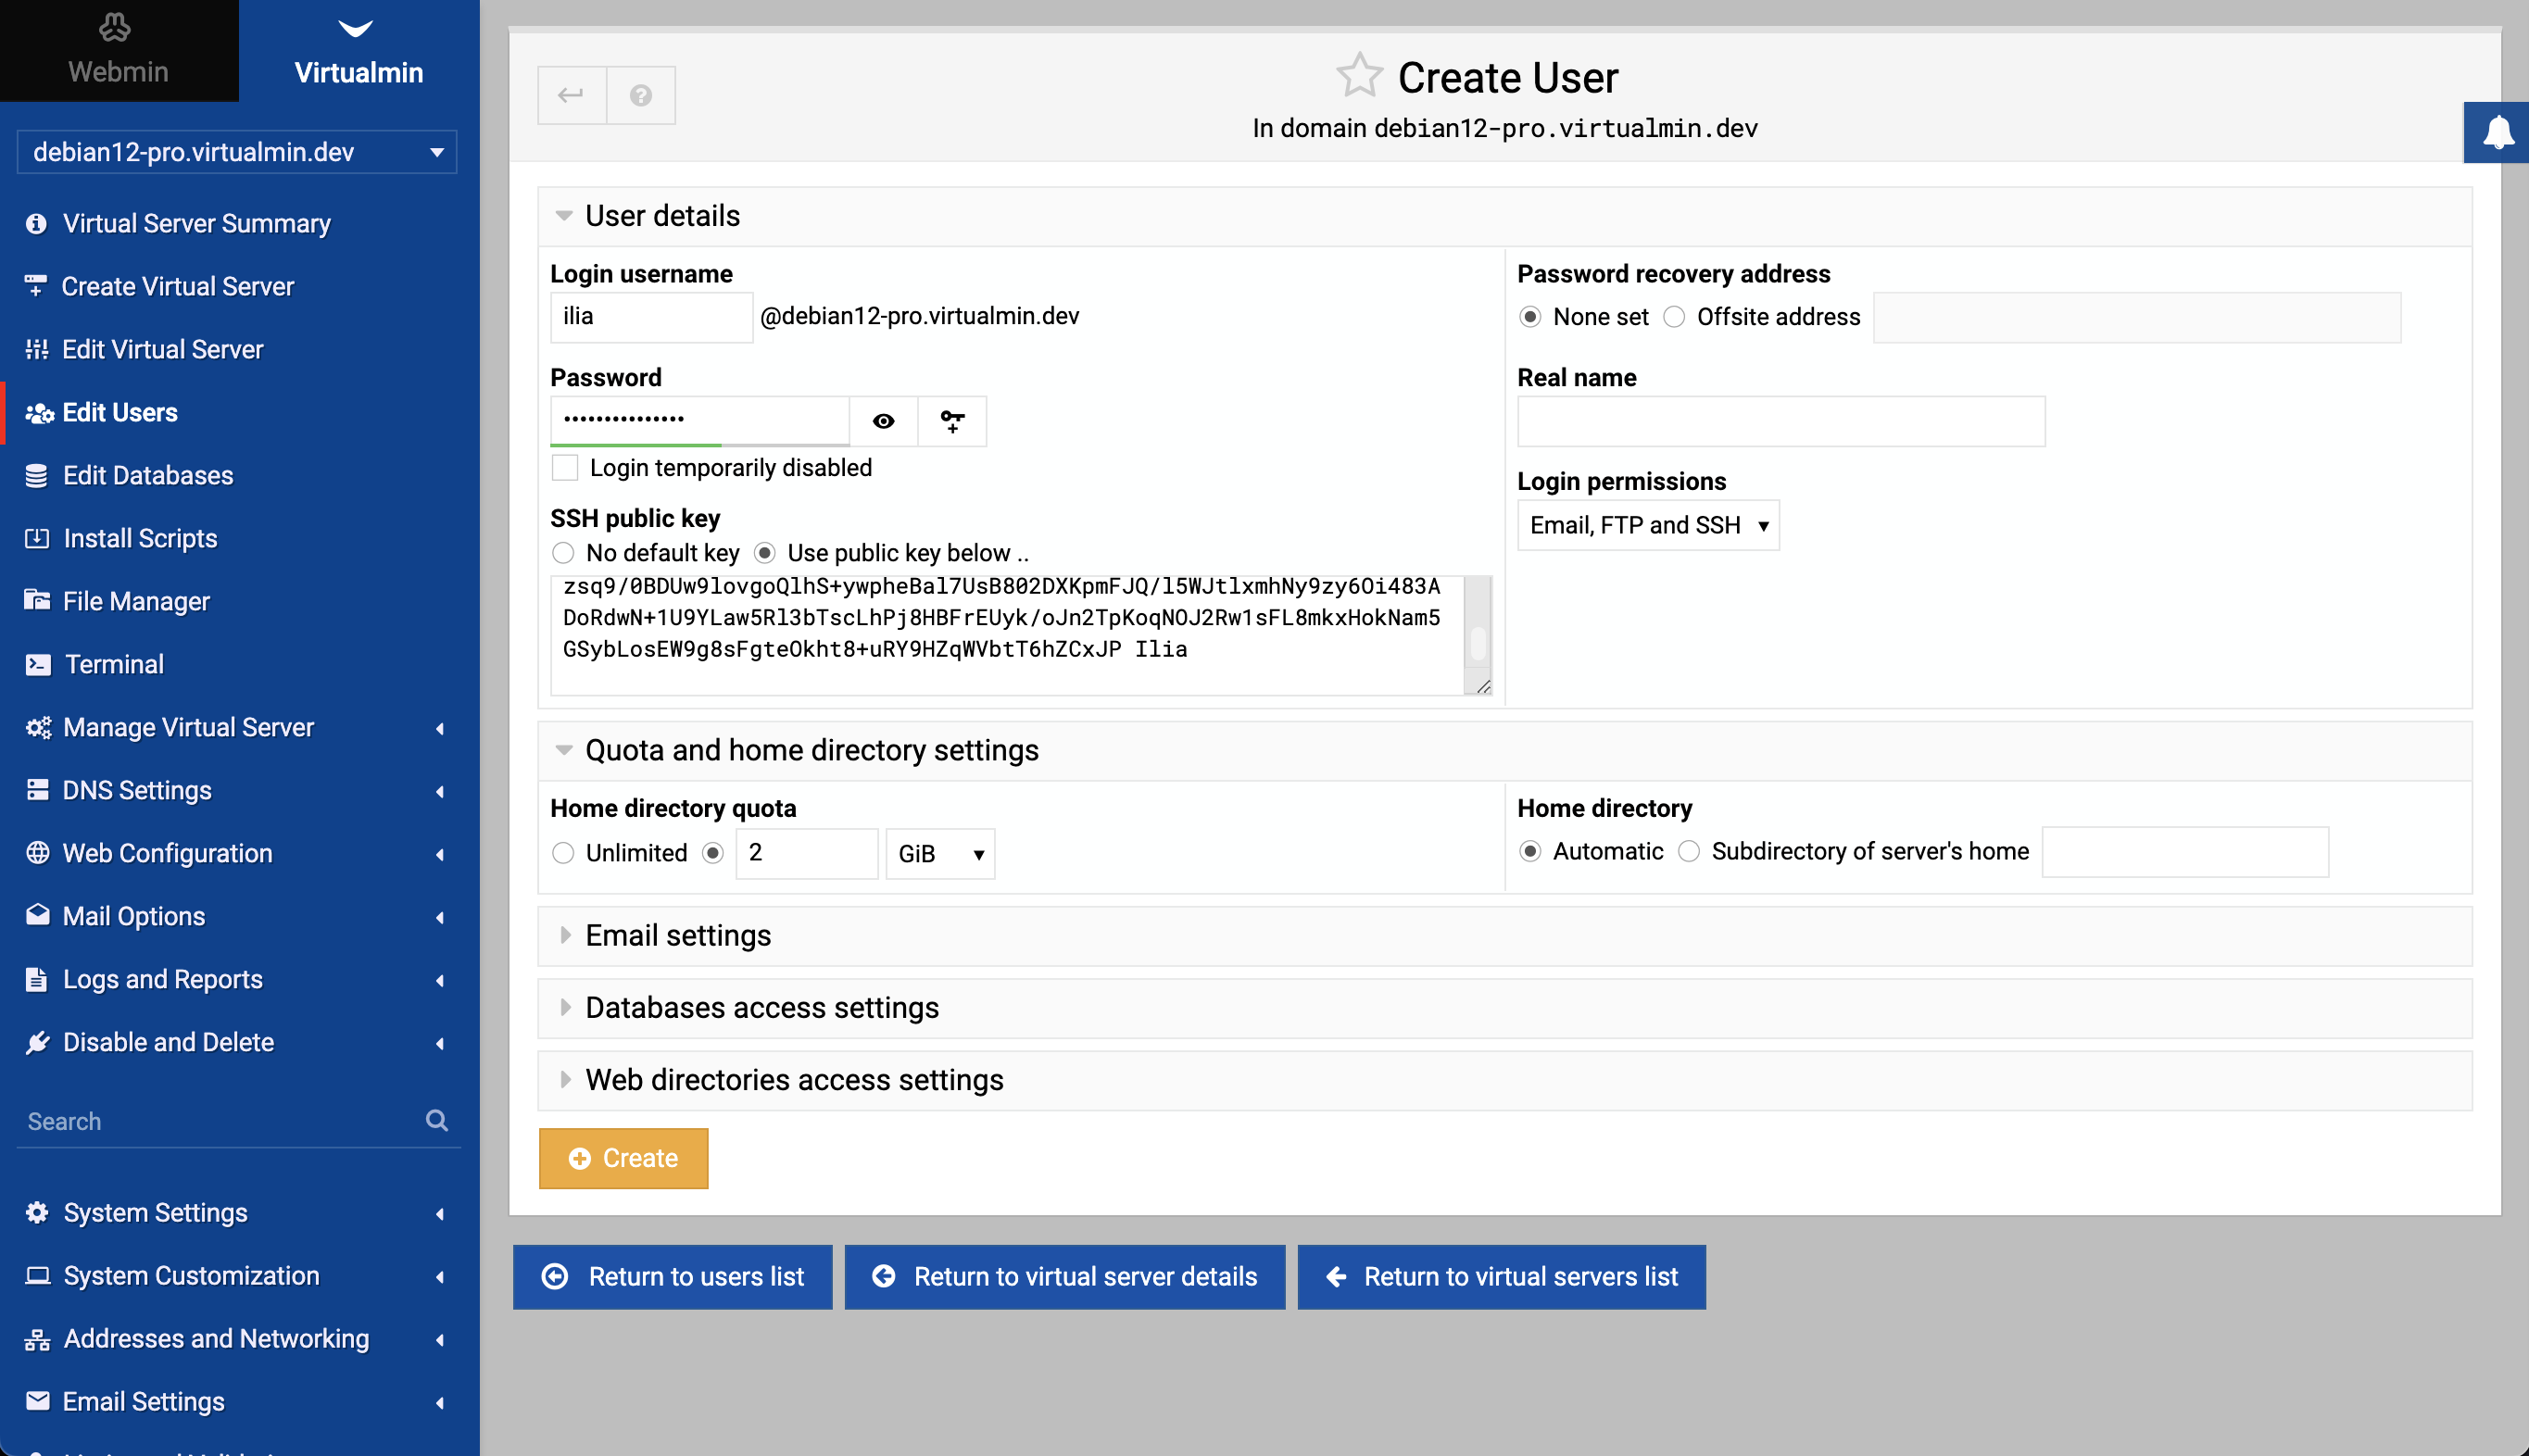 Webmin
Virtualmin
debian12-pro.virtualmin.dev
Virtual Server Summary
Create Virtual Server
Edit Virtual Server
Edit Users
Edit Databases
Install Scripts
File Manager
Terminal
Manage Virtual Server
DNS Settings
Web Configuration
Mail Options
Logs and Reports
Disable and Delete
Search
System Settings
System Customization
Addresses and Networking
Email Settings
Create User
In domain debian12-pro.virtualmin.dev
User details
Login username
ilia @debian12-pro.virtualmin.dev
Password
•••••••••••••••
Login temporarily disabled
SSH public key
No default key Use public key below ..
zsq9/0BDUw9lovgoQlhS+ywpheBal7UsB802DXKpmFJQ/l5WJtlxmhNy9zy6Oi483A
DoRdwN+1U9YLaw5Rl3bTscLhPj8HBFrEUyk/oJn2TpKoqNOJ2Rw1sFL8mkxHokNam5
GSybLosEW9g8sFgteOkht8+uRY9HZqWVbtT6hZCxJP Ilia
Password recovery address
None set Offsite address
Real name
Login permissions
Email, FTP and SSH
Quota and home directory settings
Home directory quota
Unlimited 2 GiB
Home directory
Automatic Subdirectory of server's home
Email settings
Databases access settings
Web directories access settings
Create
Return to users list
Return to virtual server details
Return to virtual servers list